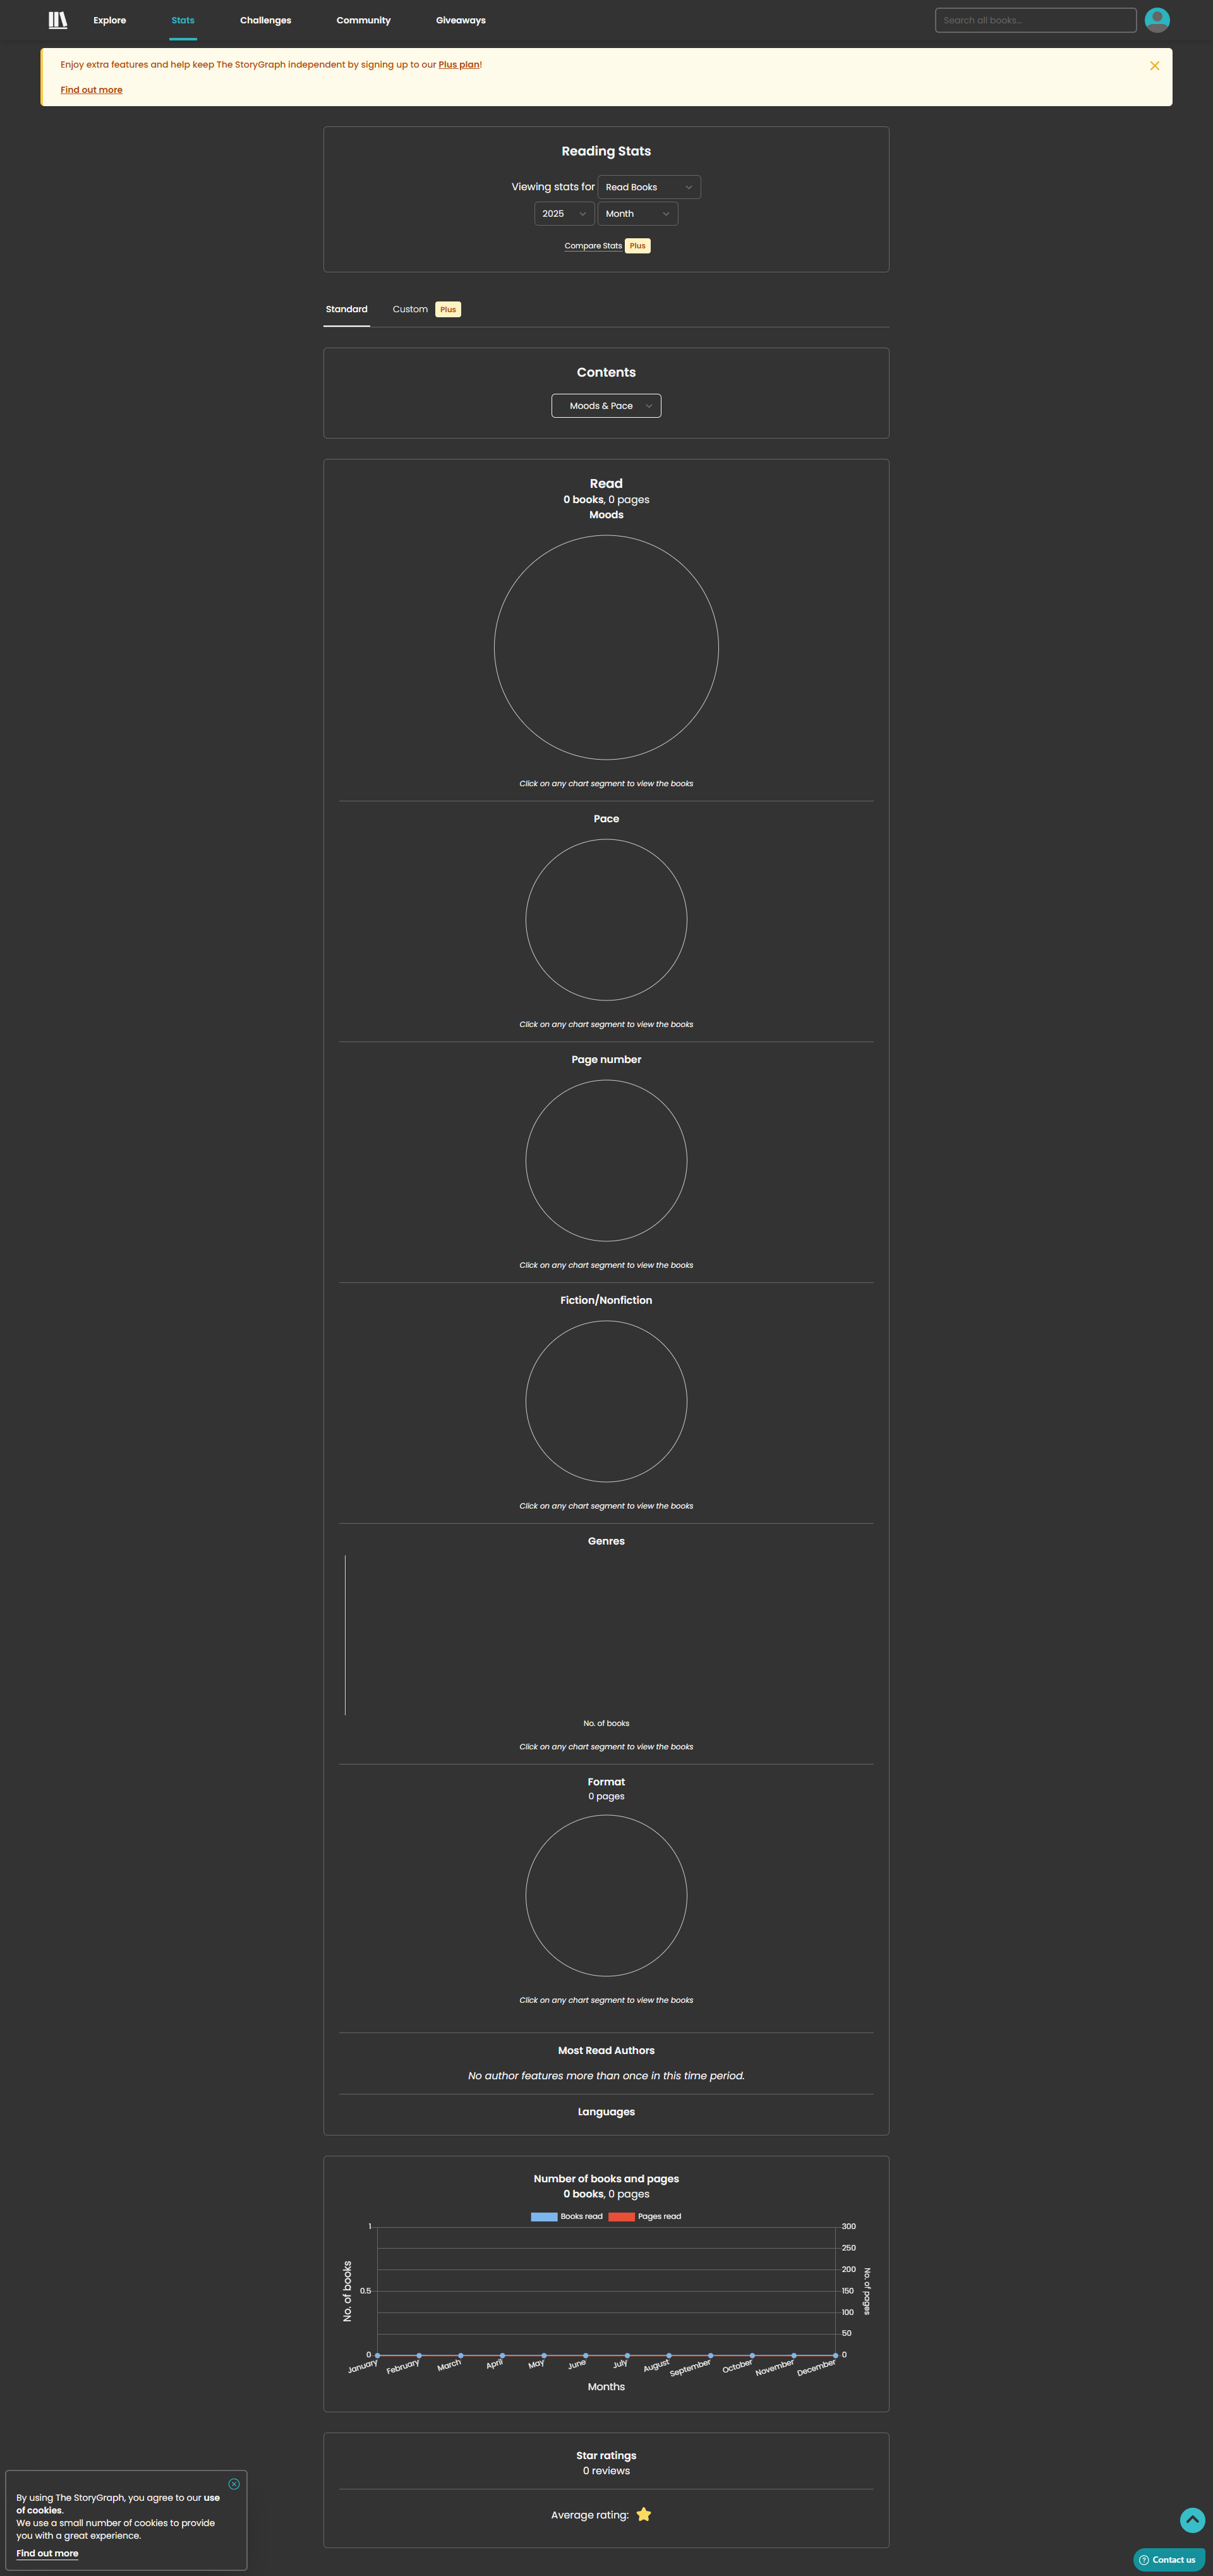 Explore
Stats
Challenges
Community
Giveaways
Search all books...
Enjoy extra features and help keep The StoryGraph independent by signing up to our Plus plan!
Find out more
Reading Stats
Viewing stats for Read Books
2025 Month
Compare Stats Plus
Standard
Custom Plus
Contents
Moods & Pace
Read
0 books, 0 pages
Moods
Click on any chart segment to view the books
Pace
Click on any chart segment to view the books
Page number
Click on any chart segment to view the books
Fiction/Nonfiction
Click on any chart segment to view the books
Genres
No. of books
Click on any chart segment to view the books
Format
0 pages
Click on any chart segment to view the books
Most Read Authors
No author features more than once in this time period.
Languages
Number of books and pages
0 books, 0 pages
Books read
Pages read
No. of books
1
0.5
0
300
250
200
150
100
50
0
No. of pages
January
February
March
April
May
June
July
August
September
October
November
December
Months
Star ratings
0 reviews
Average rating:
By using The StoryGraph, you agree to our use
of cookies.
We use a small number of cookies to provide
you with a great experience.
Find out more
Contact us